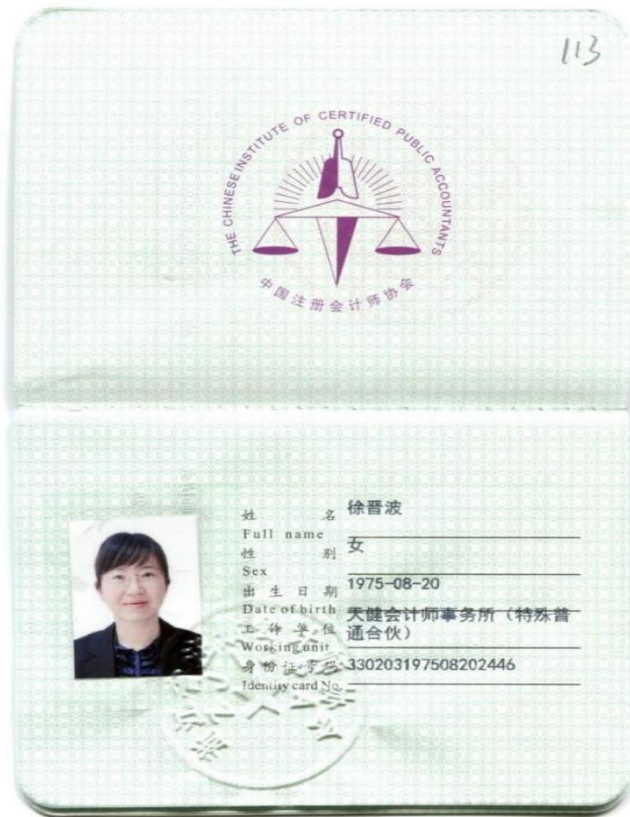 113
THE CHINESE INSTITUTE OF CERTIFIED PUBLIC ACCOUNTANTS
中国注册会计师协会
姓名 徐晋波
Full name
性别 女
Sex
出生日期 1975-08-20
Date of birth
工作单位 天健会计师事务所（特殊普
通合伙）
Working unit
身份证号码 330203197508202446
Identity card No.